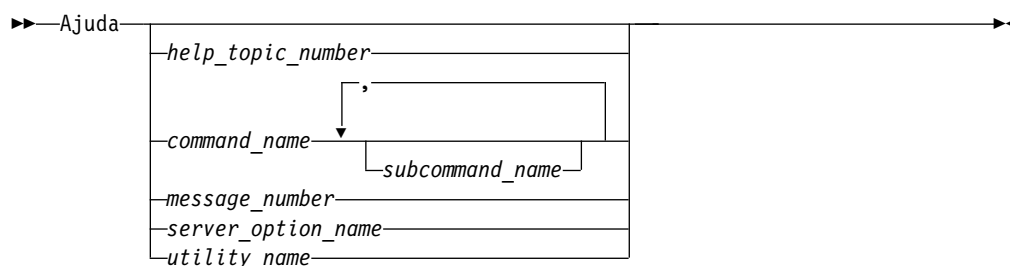 Ajuda
help_topic_number
,
command_name
subcommand_name
message_number
server_option_name
utility_name